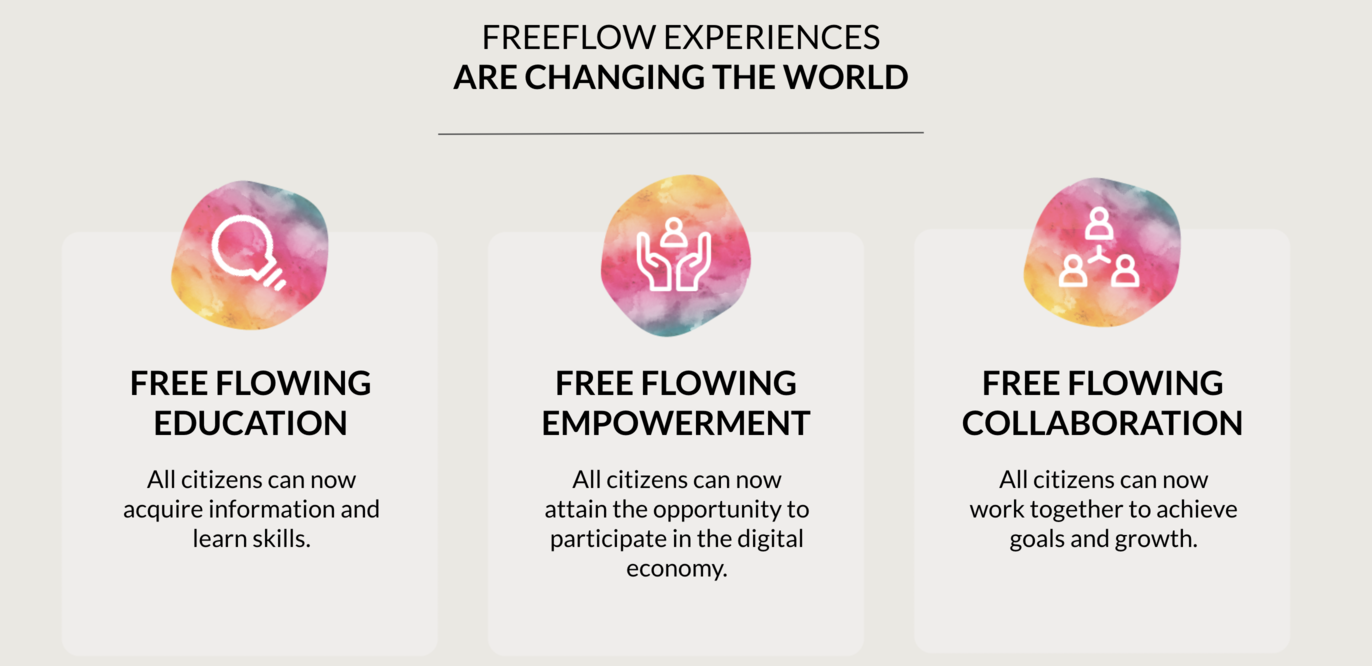 FREEFLOW EXPERIENCES
ARE CHANGING THE WORLD
FREE FLOWING
EDUCATION
All citizens can now
acquire information and
learn skills.
FREE FLOWING
EMPOWERMENT
All citizens can now
attain the opportunity to
participate in the digital
economy.
FREE FLOWING
COLLABORATION
All citizens can now
work together to achieve
goals and growth.